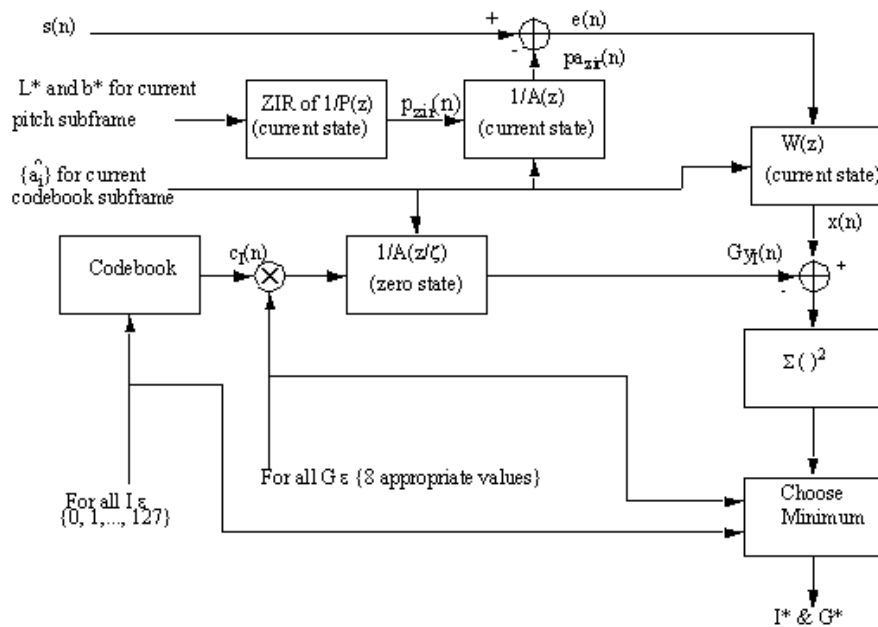 s(n)
+
-
e(n)
pa_zir(n)
L* and b* for current
pitch subframe
ZIR of 1/P(z)
(current state)
p_zir(n)
1/A(z)
(current state)
W(z)
(current state)
{â_i} for current
codebook subframe
x(n)
Codebook
c_I(n)
×
1/A(z/ζ)
(zero state)
Gy_I(n)
+
-
Σ ( )²
For all I ε
{0, 1,..., 127}
For all G ε {8 appropriate values}
Choose
Minimum
I* & G*